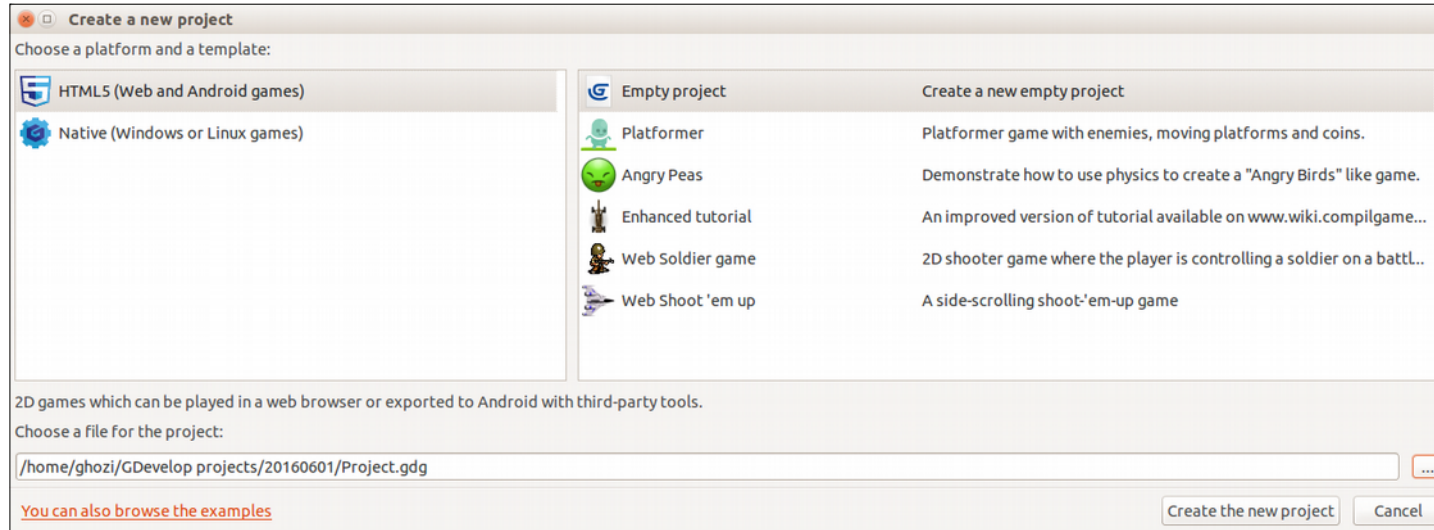 Create a new project
Choose a platform and a template:
HTML5 (Web and Android games)
Native (Windows or Linux games)
Empty project Create a new empty project
Platformer Platformer game with enemies, moving platforms and coins.
Angry Peas Demonstrate how to use physics to create a "Angry Birds" like game.
Enhanced tutorial An improved version of tutorial available on www.wiki.compilgame...
Web Soldier game 2D shooter game where the player is controlling a soldier on a battl...
Web Shoot 'em up A side-scrolling shoot-'em-up game
2D games which can be played in a web browser or exported to Android with third-party tools.
Choose a file for the project:
/home/ghozi/GDevelop projects/20160601/Project.gdg
...
You can also browse the examples
Create the new project
Cancel